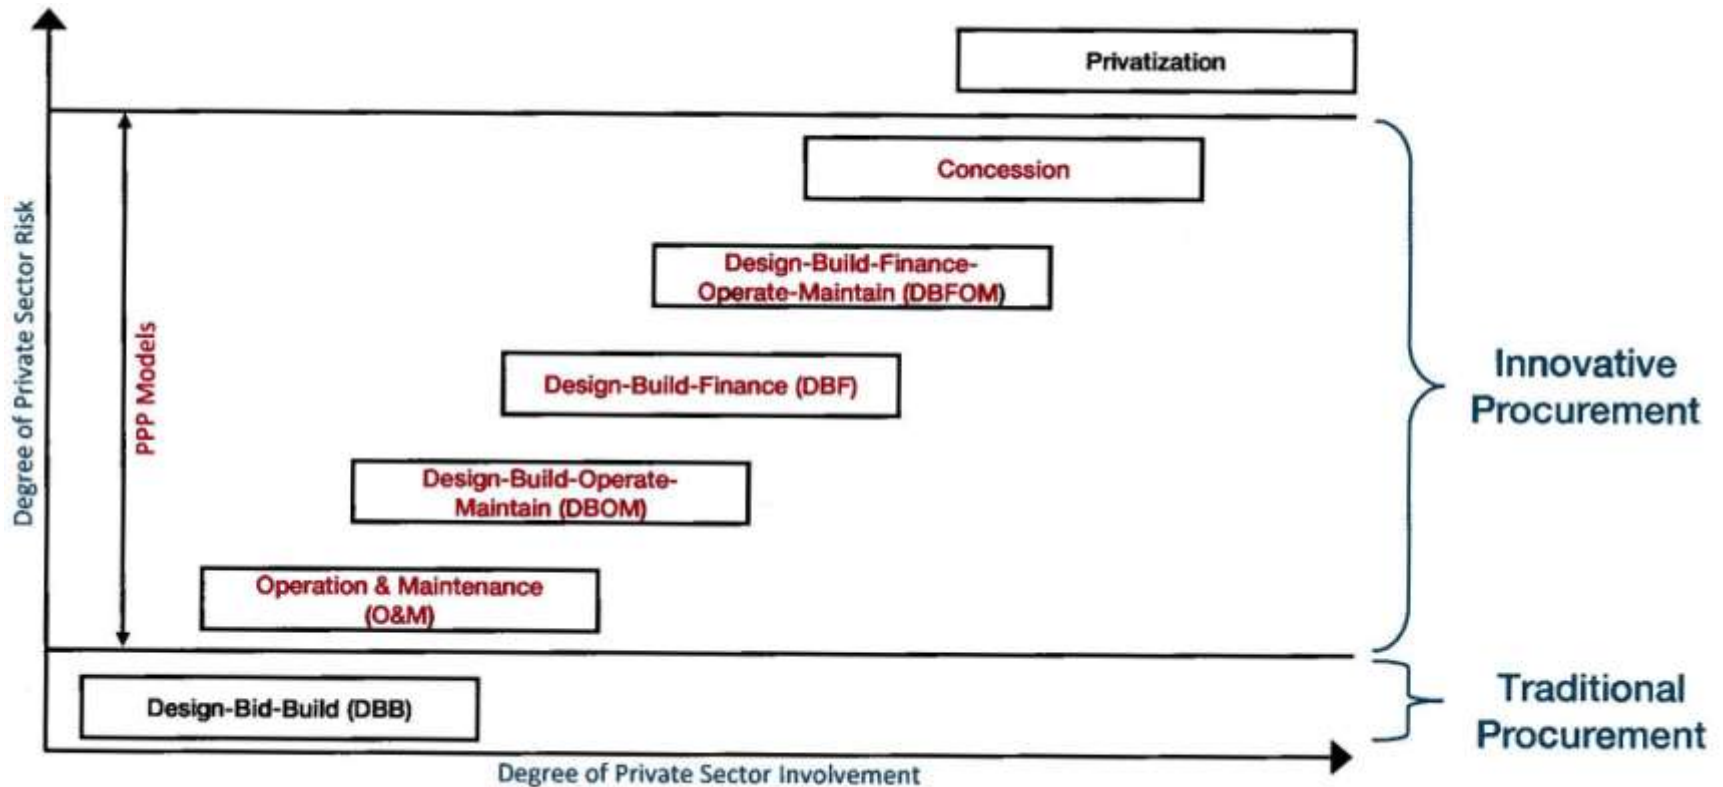 Privatization
Concession
Design-Build-Finance-
Operate-Maintain (DBFOM)
Design-Build-Finance (DBF)
Design-Build-Operate-
Maintain (DBOM)
Operation & Maintenance
(O&M)
Design-Bid-Build (DBB)
Degree of Private Sector Risk
PPP Models
Degree of Private Sector Involvement
Innovative
Procurement
Traditional
Procurement